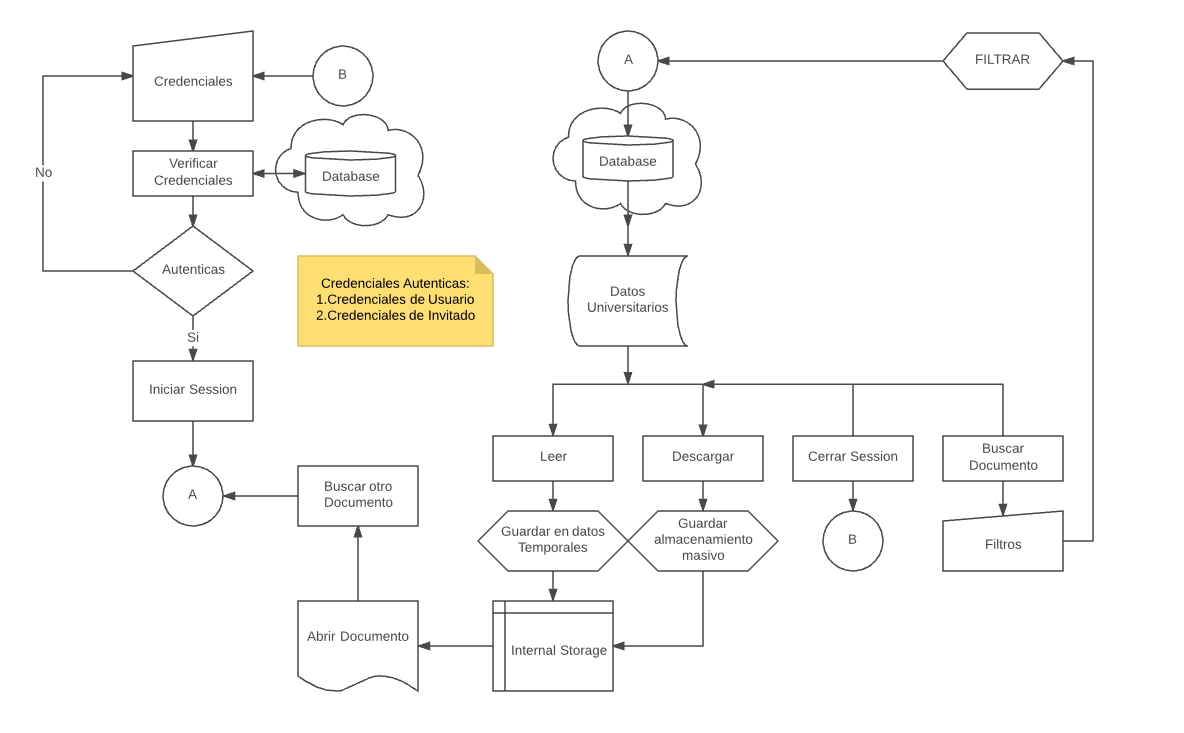 Credenciales
B
A
FILTRAR
Verificar
Credenciales
Database
Database
No
Autenticas
Credenciales Autenticas:
1.Credenciales de Usuario
2.Credenciales de Invitado
Datos
Universitarios
Si
Iniciar Session
Leer
Descargar
Cerrar Session
Buscar
Documento
A
Buscar otro
Documento
Guardar en datos
Temporales
Guardar
almacenamiento
masivo
B
Filtros
Abrir Documento
Internal Storage